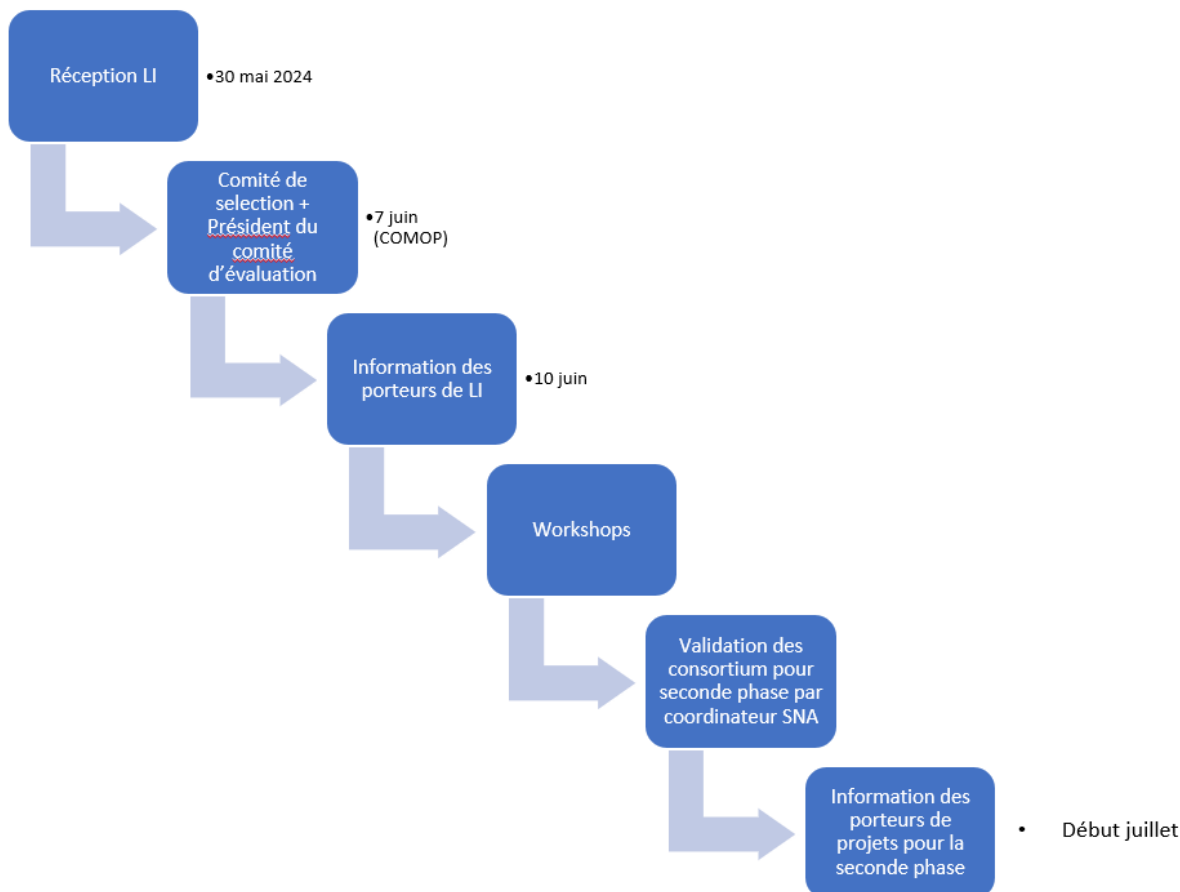 Réception LI
•30 mai 2024
Comité de
selection +
Président du
comité
d’évaluation
•7 juin
(COMOP)
Information des
porteurs de LI
•10 juin
Workshops
Validation des
consortium pour
seconde phase par
coordinateur SNA
Information des
porteurs de
projets pour la
seconde phase
• Début juillet